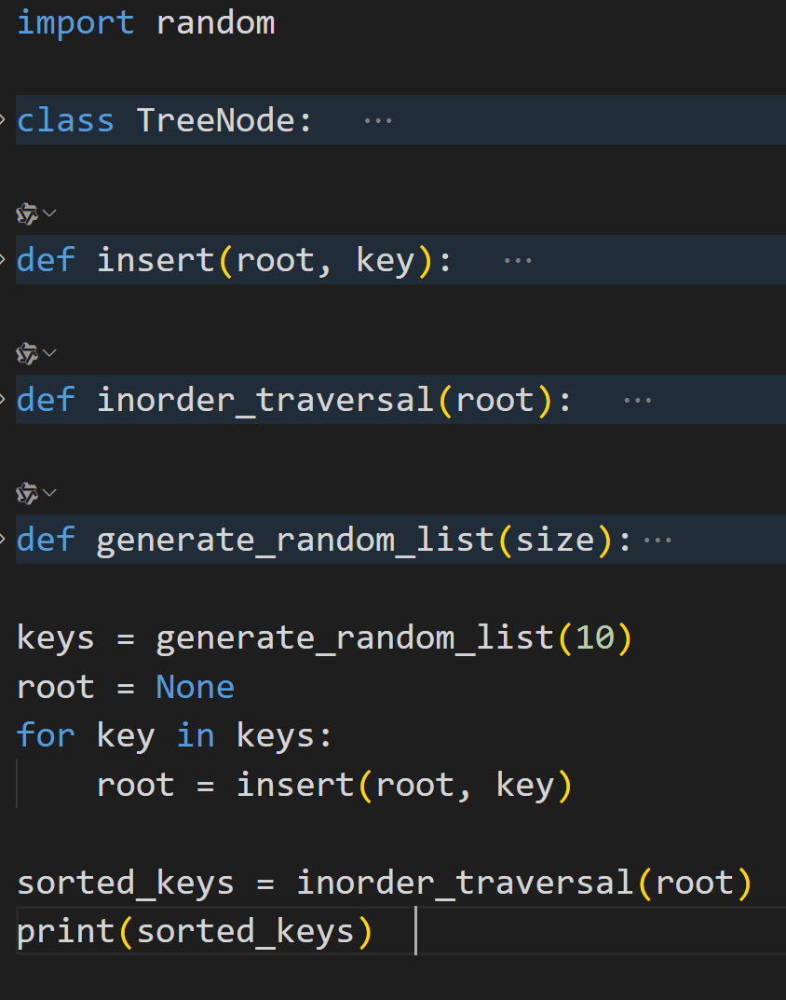 import random
class TreeNode: ···
def insert(root, key): ···
def inorder_traversal(root): ···
def generate_random_list(size):···
keys = generate_random_list(10)
root = None
for key in keys:
    root = insert(root, key)
sorted_keys = inorder_traversal(root)
print(sorted_keys)